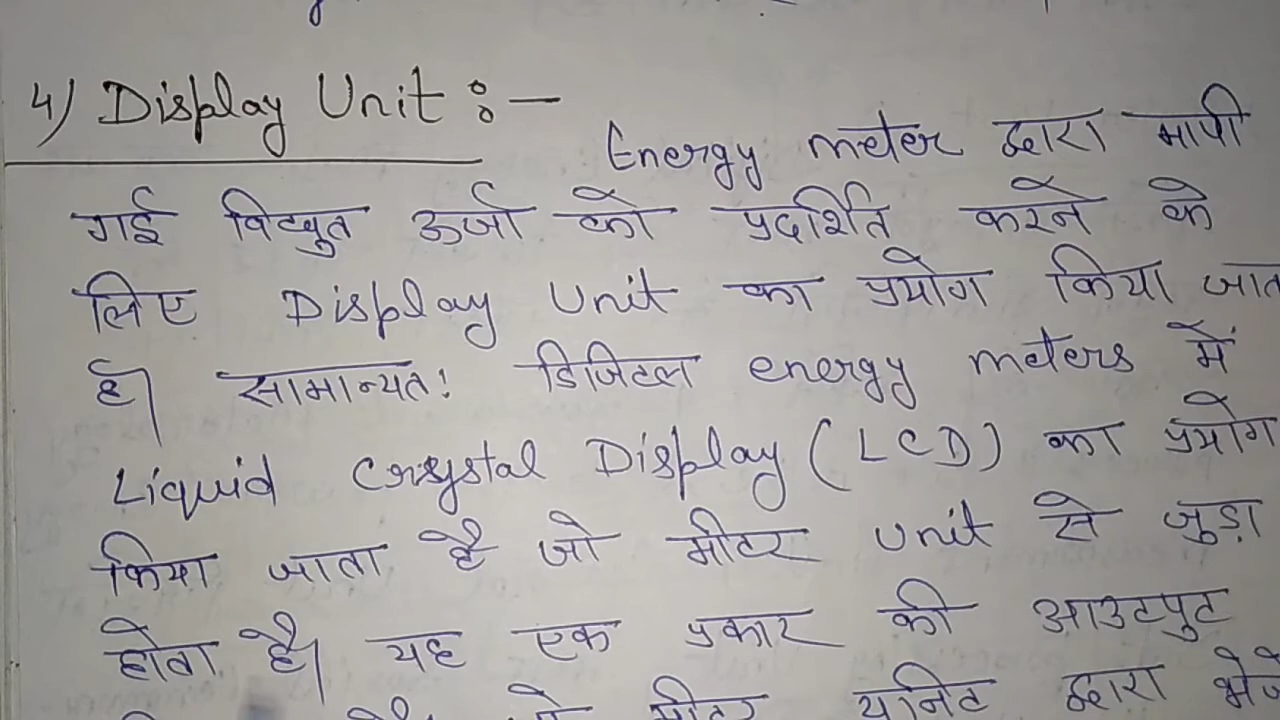 4) Display Unit :-
Energy meter द्वारा मापी
गई विद्युत ऊर्जा को प्रदर्शित करने के
लिए Display Unit का प्रयोग किया जात
है। सामान्यतः डिजिटल energy meters में
Liquid Crystal Display (LCD) का प्रयोग
किया जाता है जो मीटर unit से जुड़ा
होता है। यह एक प्रकार की आउटपुट
मीटर यूनिट द्वारा भेजे